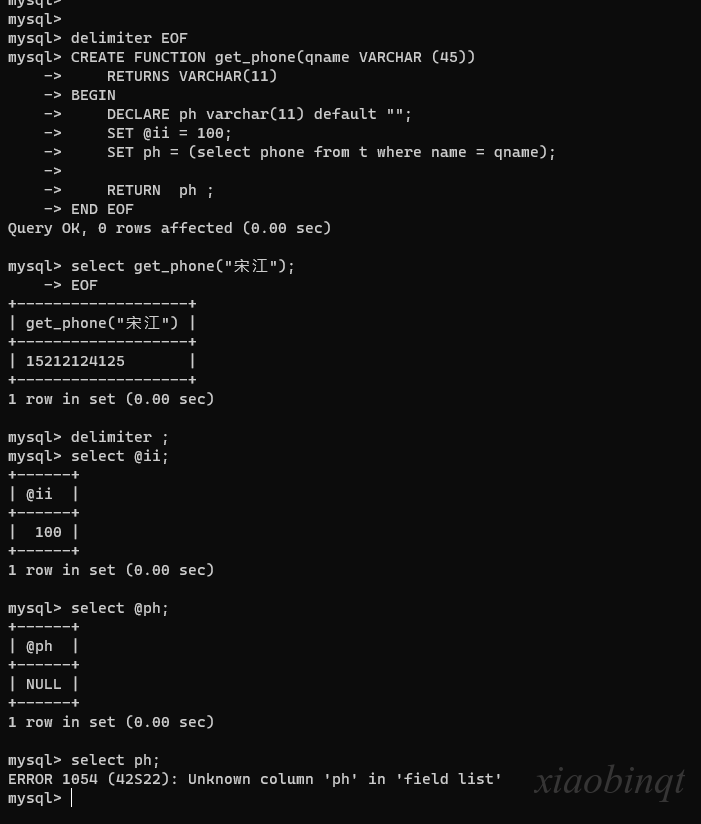 mysql>
mysql>
mysql> delimiter EOF
mysql> CREATE FUNCTION get_phone(qname VARCHAR (45))
    ->     RETURNS VARCHAR(11)
    -> BEGIN
    ->     DECLARE ph varchar(11) default "";
    ->     SET @ii = 100;
    ->     SET ph = (select phone from t where name = qname);
    ->
    ->     RETURN  ph ;
    -> END EOF
Query OK, 0 rows affected (0.00 sec)

mysql> select get_phone("宋江");
    -> EOF
+-------------------+
| get_phone("宋江") |
+-------------------+
| 15212124125       |
+-------------------+
1 row in set (0.00 sec)

mysql> delimiter ;
mysql> select @ii;
+------+
| @ii  |
+------+
|  100 |
+------+
1 row in set (0.00 sec)

mysql> select @ph;
+------+
| @ph  |
+------+
| NULL |
+------+
1 row in set (0.00 sec)

mysql> select ph;
ERROR 1054 (42S22): Unknown column 'ph' in 'field list'
mysql>
xiaobinqt